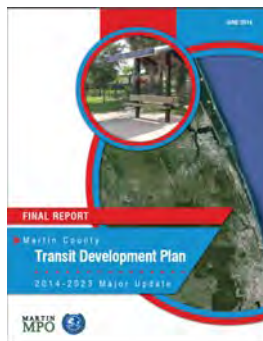 JUNE 2014
FINAL REPORT
Martin County
Transit Development Plan
2014-2023 Major Update
MARTIN
MPO